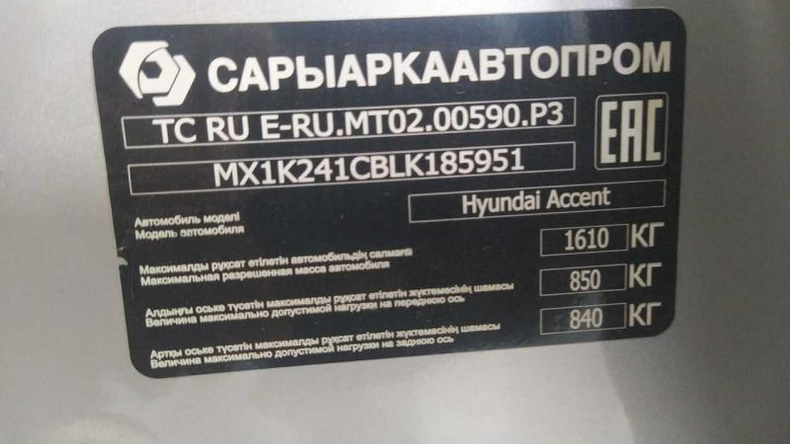 САРЫАРКААВТОПРОМ
ТС RU E-RU.MT02.00590.P3
EAC
MX1K241CBLK185951
Hyundai Accent
Автомобиль моделі
Модель автомобиля
1610 КГ
Максималды рұқсат етілетін автомобильдің салмағы
Максимальная разрешенная масса автомобиля
850 КГ
Алдыңғы оське түсетін максималды рұқсат етілетін жүктемесінің шамасы
Величина максимально допустимой нагрузки на переднюю ось
840 КГ
Артқы оське түсетін максималды рұқсат етілетін жүктемесінің шамасы
Величина максимально допустимой нагрузки на заднюю ось